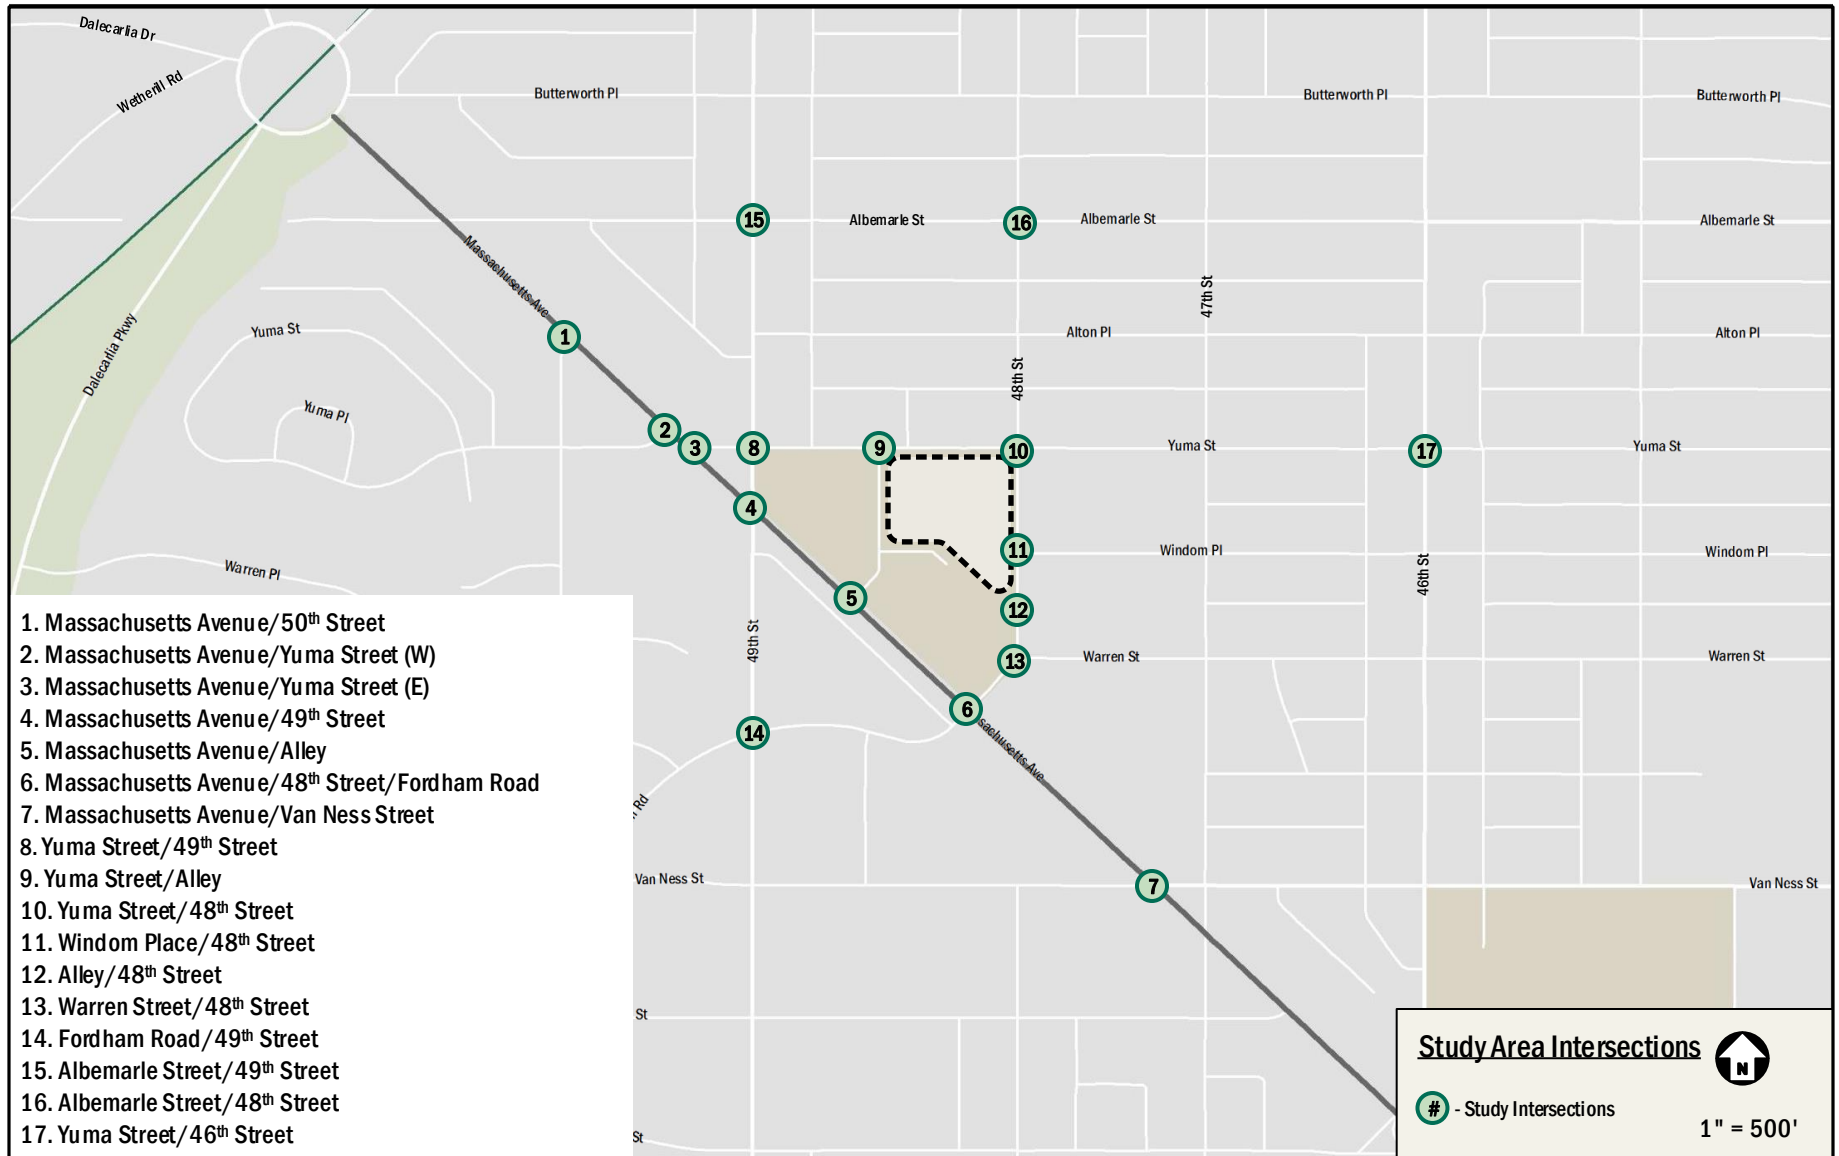 Dalecarlia Dr
Wetherill Rd
Butterworth Pl
Butterworth Pl
Butterworth Pl
15
Albemarle St
16
Albemarle St
Albemarle St
Massachusetts Ave
47th St
Dalecarlia Pkwy
Yuma St
1
Alton Pl
Alton Pl
48th St
Yuma Pl
2
3
8
9
10
Yuma St
17
Yuma St
4
11
Windom Pl
Windom Pl
46th St
Warren Pl
5
12
49th St
13
Warren St
Warren St
6
14
sachusetts Ave
Rd
Van Ness St
7
Van Ness St
St
St
1. Massachusetts Avenue/50th Street
2. Massachusetts Avenue/Yuma Street (W)
3. Massachusetts Avenue/Yuma Street (E)
4. Massachusetts Avenue/49th Street
5. Massachusetts Avenue/Alley
6. Massachusetts Avenue/48th Street/Fordham Road
7. Massachusetts Avenue/Van Ness Street
8. Yuma Street/49th Street
9. Yuma Street/Alley
10. Yuma Street/48th Street
11. Windom Place/48th Street
12. Alley/48th Street
13. Warren Street/48th Street
14. Fordham Road/49th Street
15. Albemarle Street/49th Street
16. Albemarle Street/48th Street
17. Yuma Street/46th Street
Study Area Intersections
N
# - Study Intersections
1" = 500'